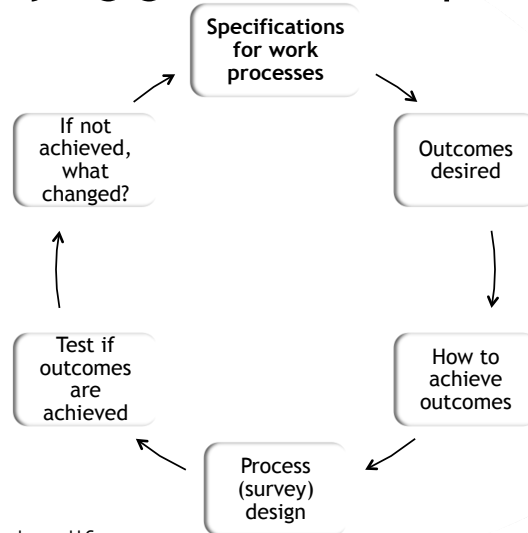 Specifications
for work
processes
Outcomes
desired
How to
achieve
outcomes
Process
(survey)
design
Test if
outcomes
are
achieved
If not
achieved,
what
changed?